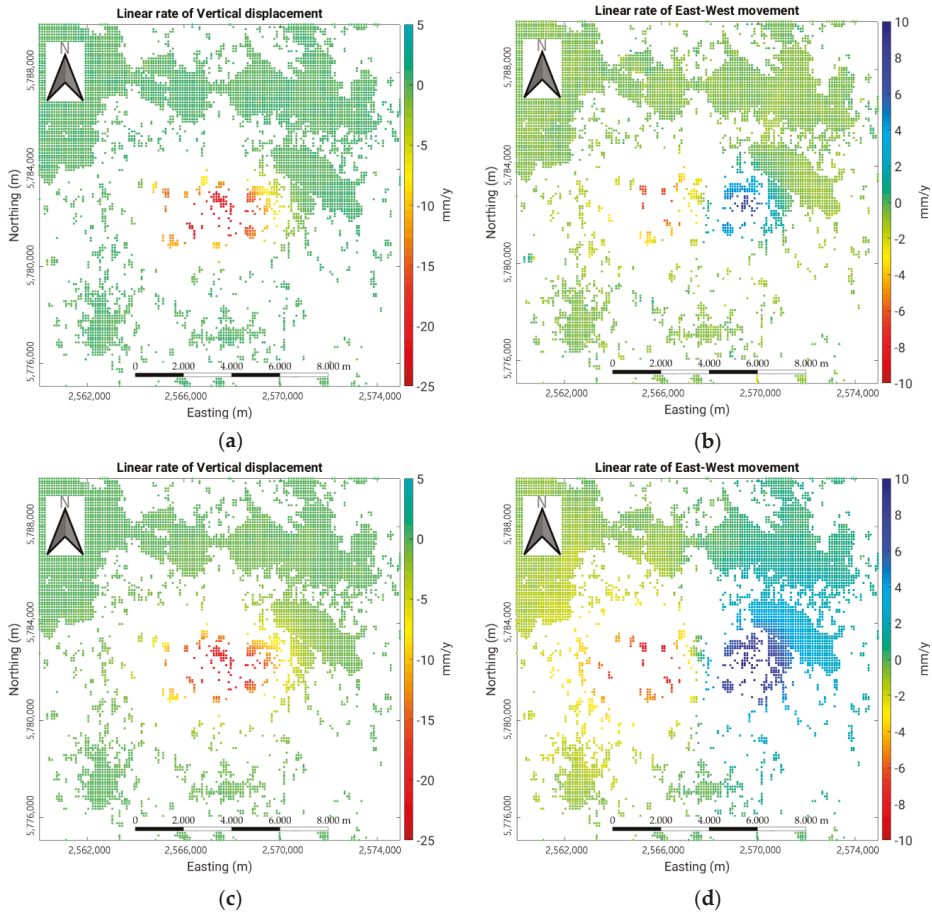 Linear rate of Vertical displacement
N
5,788,000
5,784,000
5,780,000
5,776,000
Northing (m)
0 2.000 4.000 6.000 8.000 m
2,562,000 2,566,000 2,570,000 2,574,000
Easting (m)
5
0
-5
-10
-15
-20
-25
mm/y
(a)
Linear rate of East-West movement
N
5,788,000
5,784,000
5,780,000
5,776,000
Northing (m)
0 2.000 4.000 6.000 8.000 m
2,562,000 2,566,000 2,570,000 2,574,000
Easting (m)
10
8
6
4
2
0
-2
-4
-6
-8
-10
mm/y
(b)
Linear rate of Vertical displacement
N
5,788,000
5,784,000
5,780,000
5,776,000
Northing (m)
0 2.000 4.000 6.000 8.000 m
2,562,000 2,566,000 2,570,000 2,574,000
Easting (m)
5
0
-5
-10
-15
-20
-25
mm/y
(c)
Linear rate of East-West movement
N
5,788,000
5,784,000
5,780,000
5,776,000
Northing (m)
0 2.000 4.000 6.000 8.000 m
2,562,000 2,566,000 2,570,000 2,574,000
Easting (m)
10
8
6
4
2
0
-2
-4
-6
-8
-10
mm/y
(d)